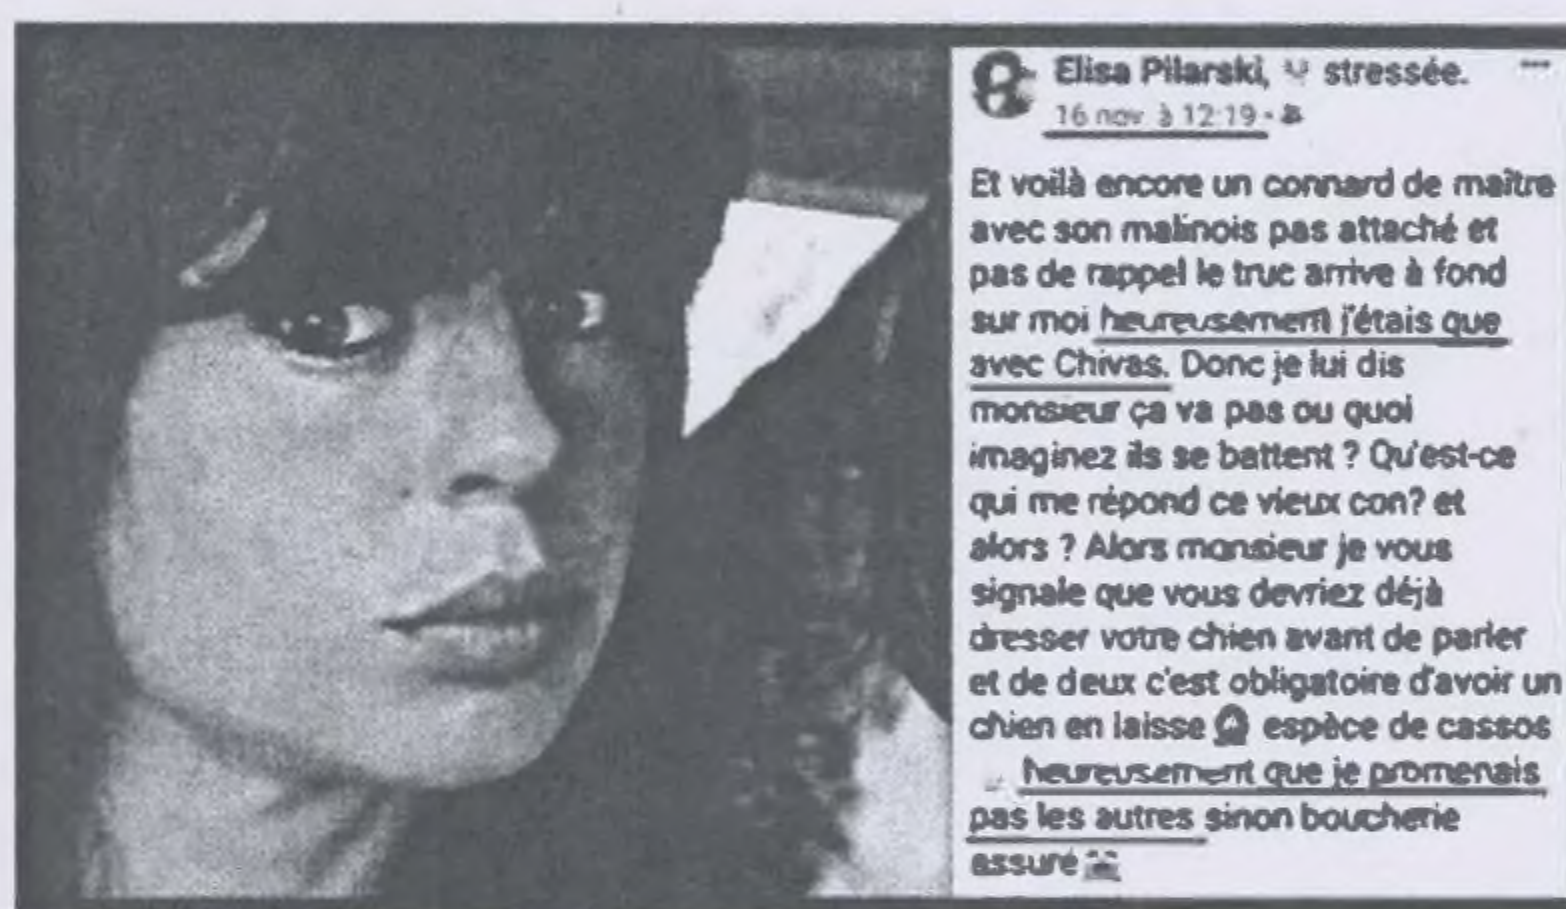 Elisa Pilarski, stressée.
16 nov. à 12:19 ·
Et voilà encore un connard de maître
avec son malinois pas attaché et
pas de rappel le truc arrive à fond
sur moi heureusement j'étais que
avec Chivas. Donc je lui dis
monsieur ça va pas ou quoi
imaginez ils se battent ? Qu'est-ce
qui me répond ce vieux con? et
alors ? Alors monsieur je vous
signale que vous devriez déjà
dresser votre chien avant de parler
et de deux c'est obligatoire d'avoir un
chien en laisse espèce de cassos
heureusement que je promenais
pas les autres sinon boucherie
assuré